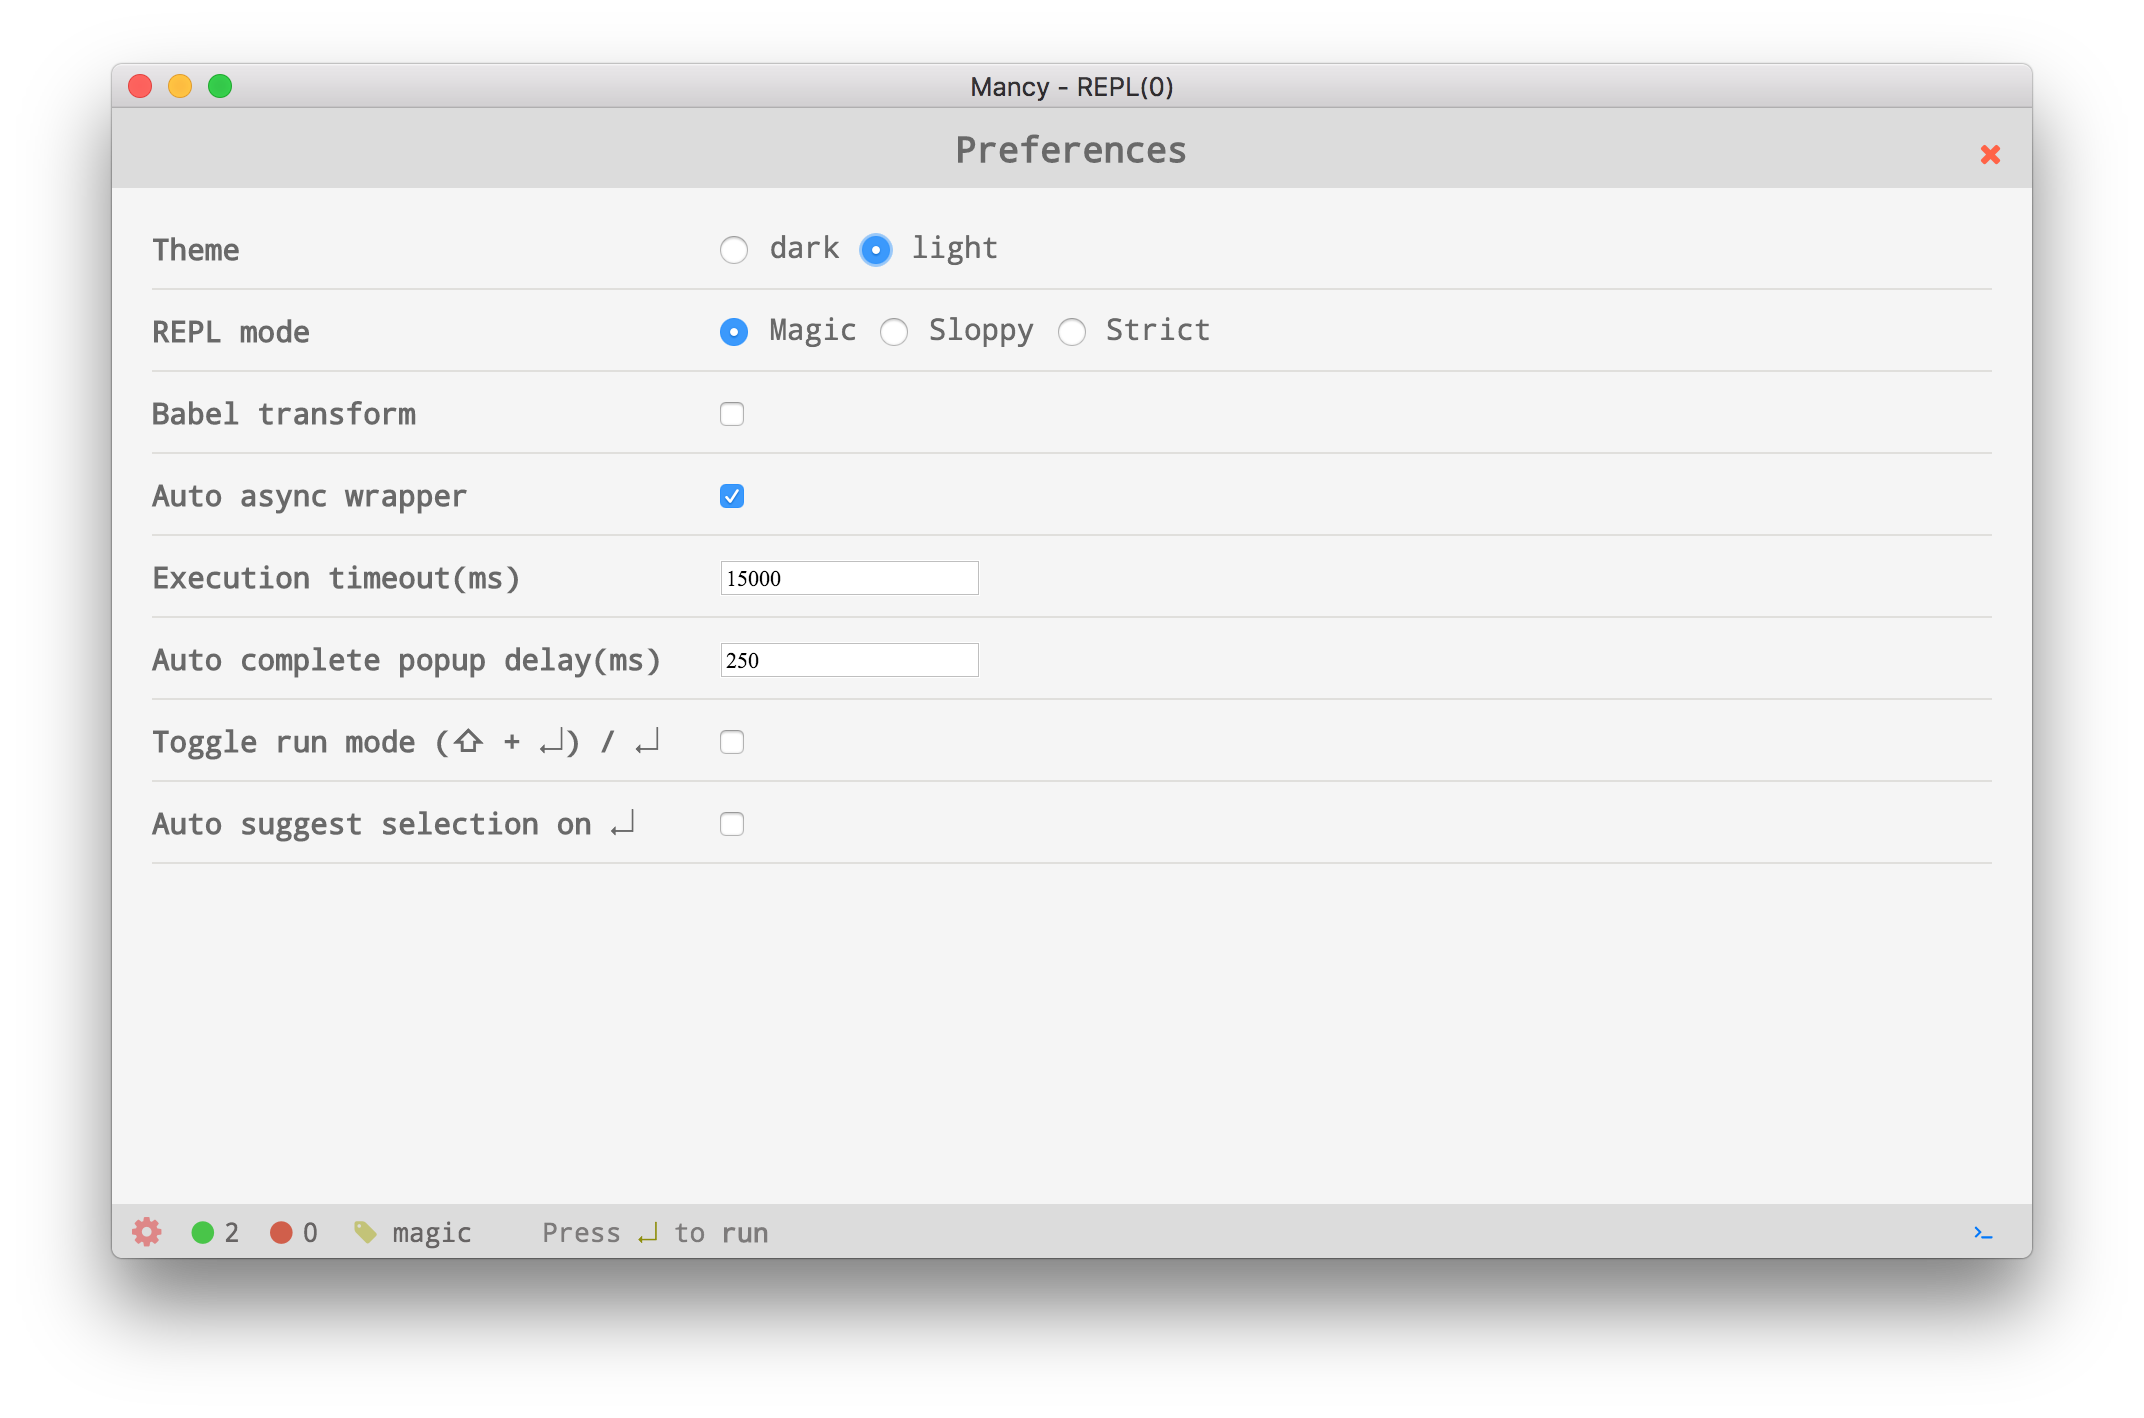 Mancy - REPL(0)
Preferences
Theme dark light
REPL mode Magic Sloppy Strict
Babel transform
Auto async wrapper
Execution timeout(ms) 15000
Auto complete popup delay(ms) 250
Toggle run mode (⇧ + ↵) / ↵
Auto suggest selection on ↵
2 0 magic Press ↵ to run